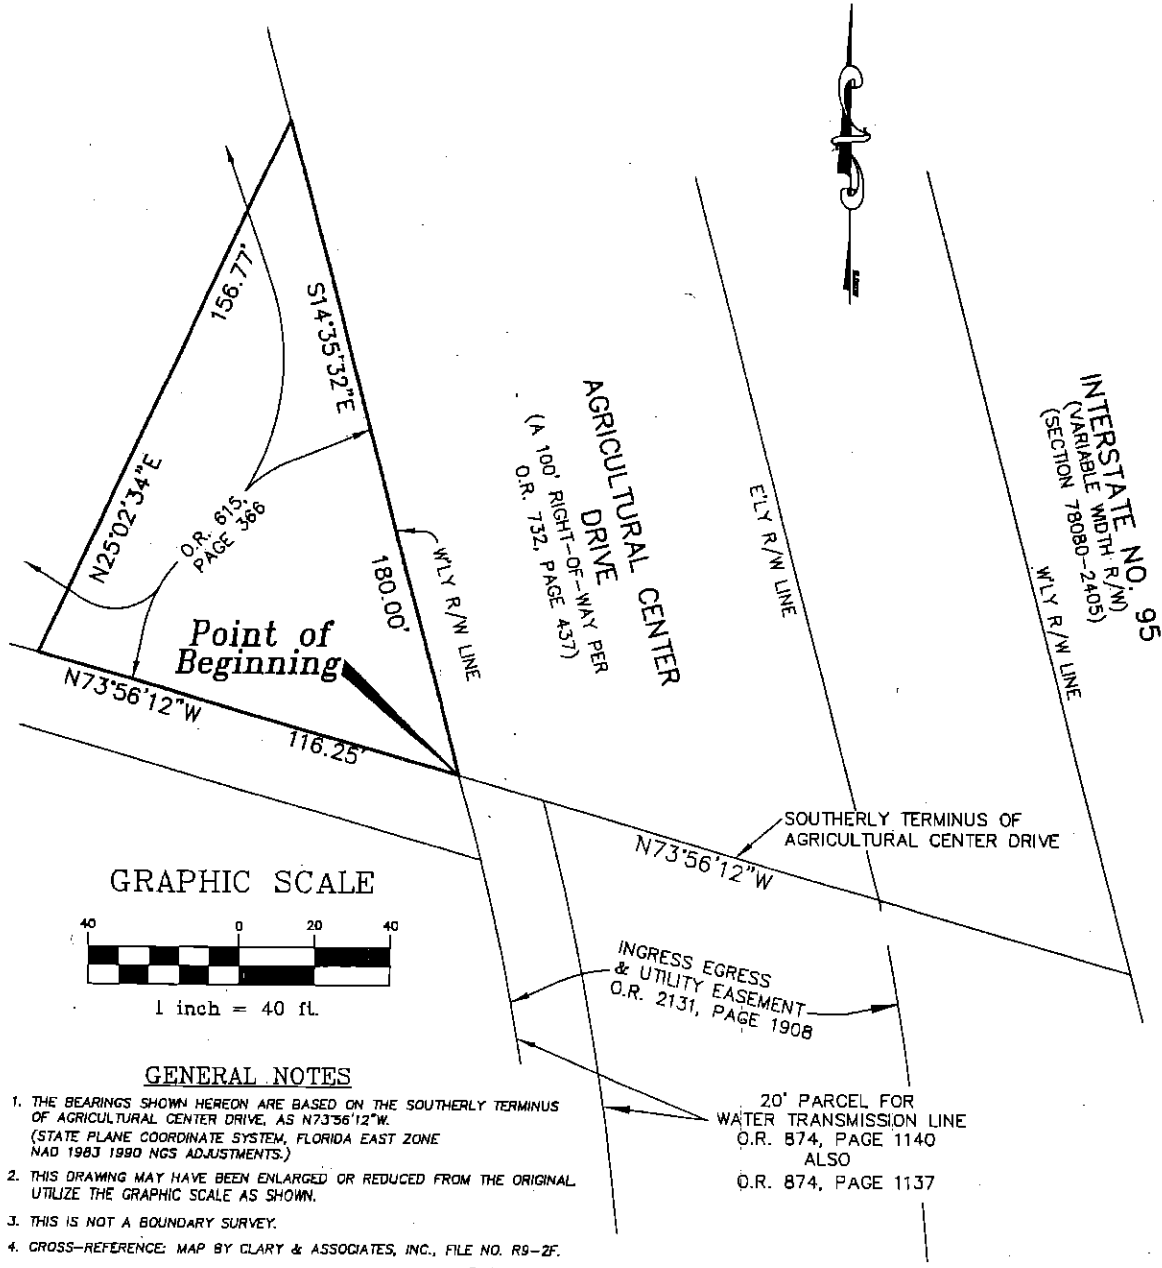 156.77'
S14°35'32"E
N25°02'34"E
O.R. 615,
PAGE 366
180.00'
W'LY R/W LINE
Point of
Beginning
N73°56'12"W
116.25'
AGRICULTURAL CENTER
DRIVE
(A 100' RIGHT-OF-WAY PER
O.R. 732, PAGE 437)
E'LY R/W LINE
INTERSTATE NO. 95
(VARIABLE WIDTH R/W)
(SECTION 78080-2405)
W'LY R/W LINE
SOUTHERLY TERMINUS OF
AGRICULTURAL CENTER DRIVE
N73°56'12"W
GRAPHIC SCALE
40 0 20 40
1 inch = 40 ft.
INGRESS EGRESS
& UTILITY EASEMENT
O.R. 2131, PAGE 1908
20' PARCEL FOR
WATER TRANSMISSION LINE
O.R. 874, PAGE 1140
ALSO
O.R. 874, PAGE 1137
GENERAL NOTES
1. THE BEARINGS SHOWN HEREON ARE BASED ON THE SOUTHERLY TERMINUS
OF AGRICULTURAL CENTER DRIVE, AS N73°56'12"W.
(STATE PLANE COORDINATE SYSTEM, FLORIDA EAST ZONE
NAD 1983 1990 NGS ADJUSTMENTS.)
2. THIS DRAWING MAY HAVE BEEN ENLARGED OR REDUCED FROM THE ORIGINAL.
UTILIZE THE GRAPHIC SCALE AS SHOWN.
3. THIS IS NOT A BOUNDARY SURVEY.
4. CROSS-REFERENCE: MAP BY CLARY & ASSOCIATES, INC., FILE NO. R9-2F.